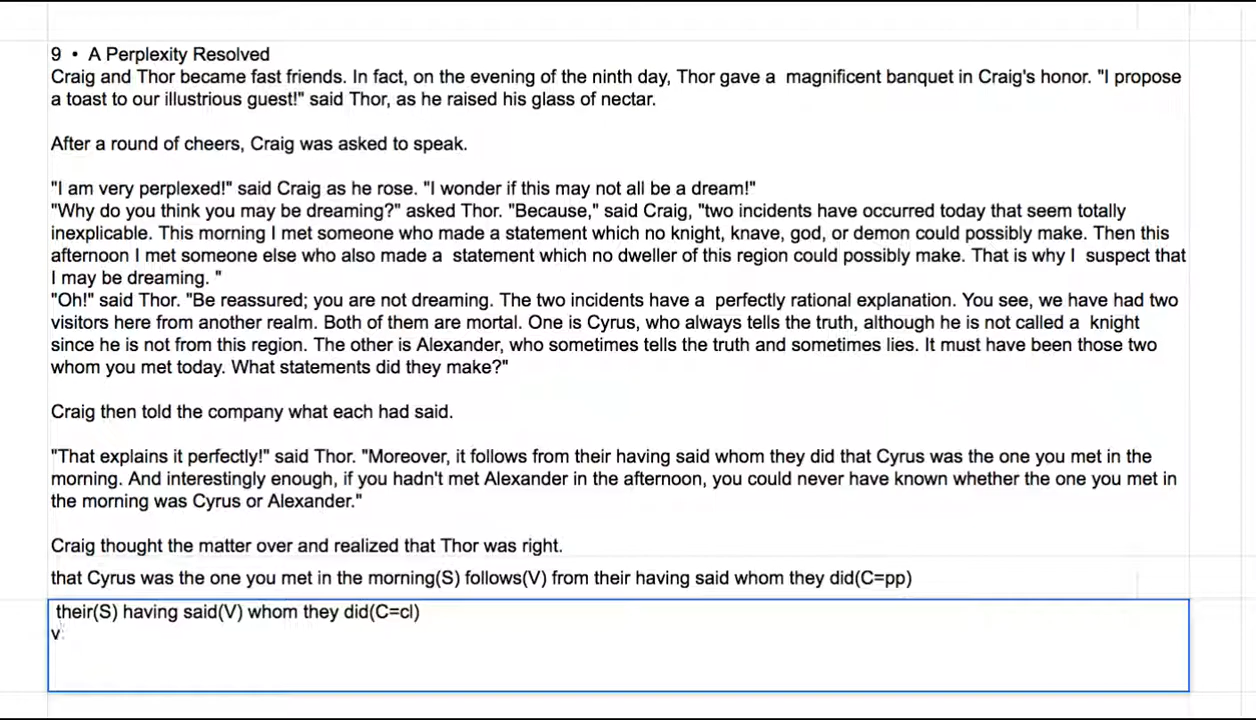 9 • A Perplexity Resolved
Craig and Thor became fast friends. In fact, on the evening of the ninth day, Thor gave a  magnificent banquet in Craig's honor. "I propose
a toast to our illustrious guest!" said Thor, as he raised his glass of nectar.
After a round of cheers, Craig was asked to speak.
"I am very perplexed!" said Craig as he rose. "I wonder if this may not all be a dream!"
"Why do you think you may be dreaming?" asked Thor. "Because," said Craig, "two incidents have occurred today that seem totally
inexplicable. This morning I met someone who made a statement which no knight, knave, god, or demon could possibly make. Then this
afternoon I met someone else who also made a  statement which no dweller of this region could possibly make. That is why I  suspect that
I may be dreaming. "
"Oh!" said Thor. "Be reassured; you are not dreaming. The two incidents have a  perfectly rational explanation. You see, we have had two
visitors here from another realm. Both of them are mortal. One is Cyrus, who always tells the truth, although he is not called a  knight
since he is not from this region. The other is Alexander, who sometimes tells the truth and sometimes lies. It must have been those two
whom you met today. What statements did they make?"
Craig then told the company what each had said.
"That explains it perfectly!" said Thor. "Moreover, it follows from their having said whom they did that Cyrus was the one you met in the
morning. And interestingly enough, if you hadn't met Alexander in the afternoon, you could never have known whether the one you met in
the morning was Cyrus or Alexander."
Craig thought the matter over and realized that Thor was right.
that Cyrus was the one you met in the morning(S) follows(V) from their having said whom they did(C=pp)
their(S) having said(V) whom they did(C=cl)
v